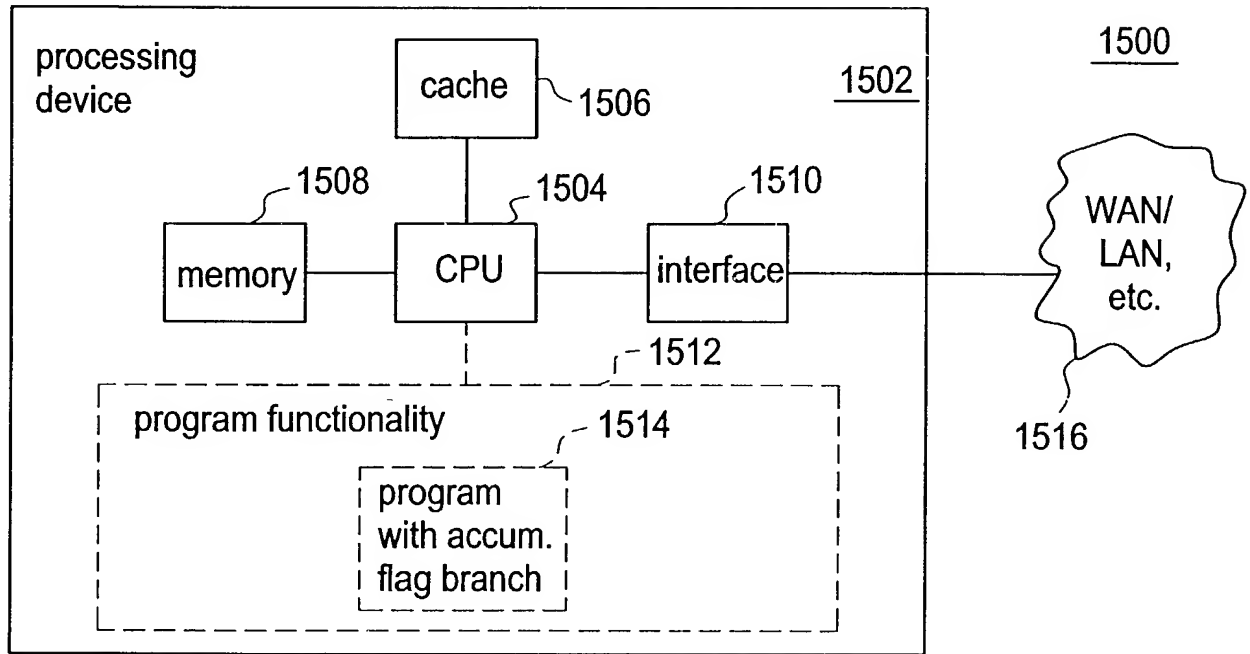 processing
device
cache
1506
1502
1500
1508
1504
1510
memory
CPU
interface
WAN/
LAN,
etc.
1516
1512
program functionality
1514
program
with accum.
flag branch